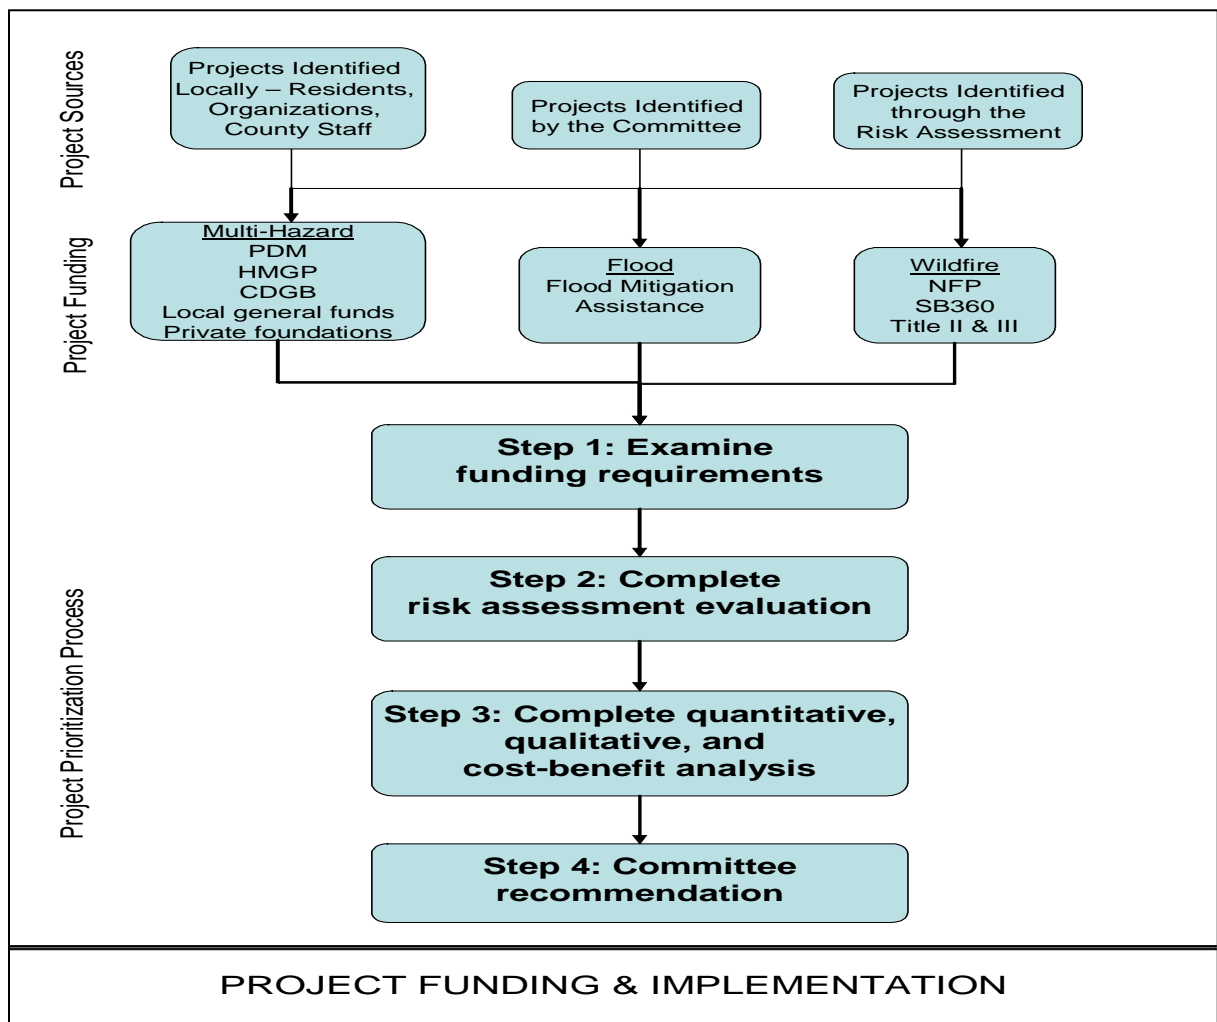 Project Sources
Projects Identified
Locally – Residents,
Organizations,
County Staff
Projects Identified
by the Committee
Projects Identified
through the
Risk Assessment
Project Funding
Multi-Hazard
PDM
HMGP
CDGB
Local general funds
Private foundations
Flood
Flood Mitigation
Assistance
Wildfire
NFP
SB360
Title II & III
Project Prioritization Process
Step 1: Examine
funding requirements
Step 2: Complete
risk assessment evaluation
Step 3: Complete quantitative,
qualitative, and
cost-benefit analysis
Step 4: Committee
recommendation
PROJECT FUNDING & IMPLEMENTATION